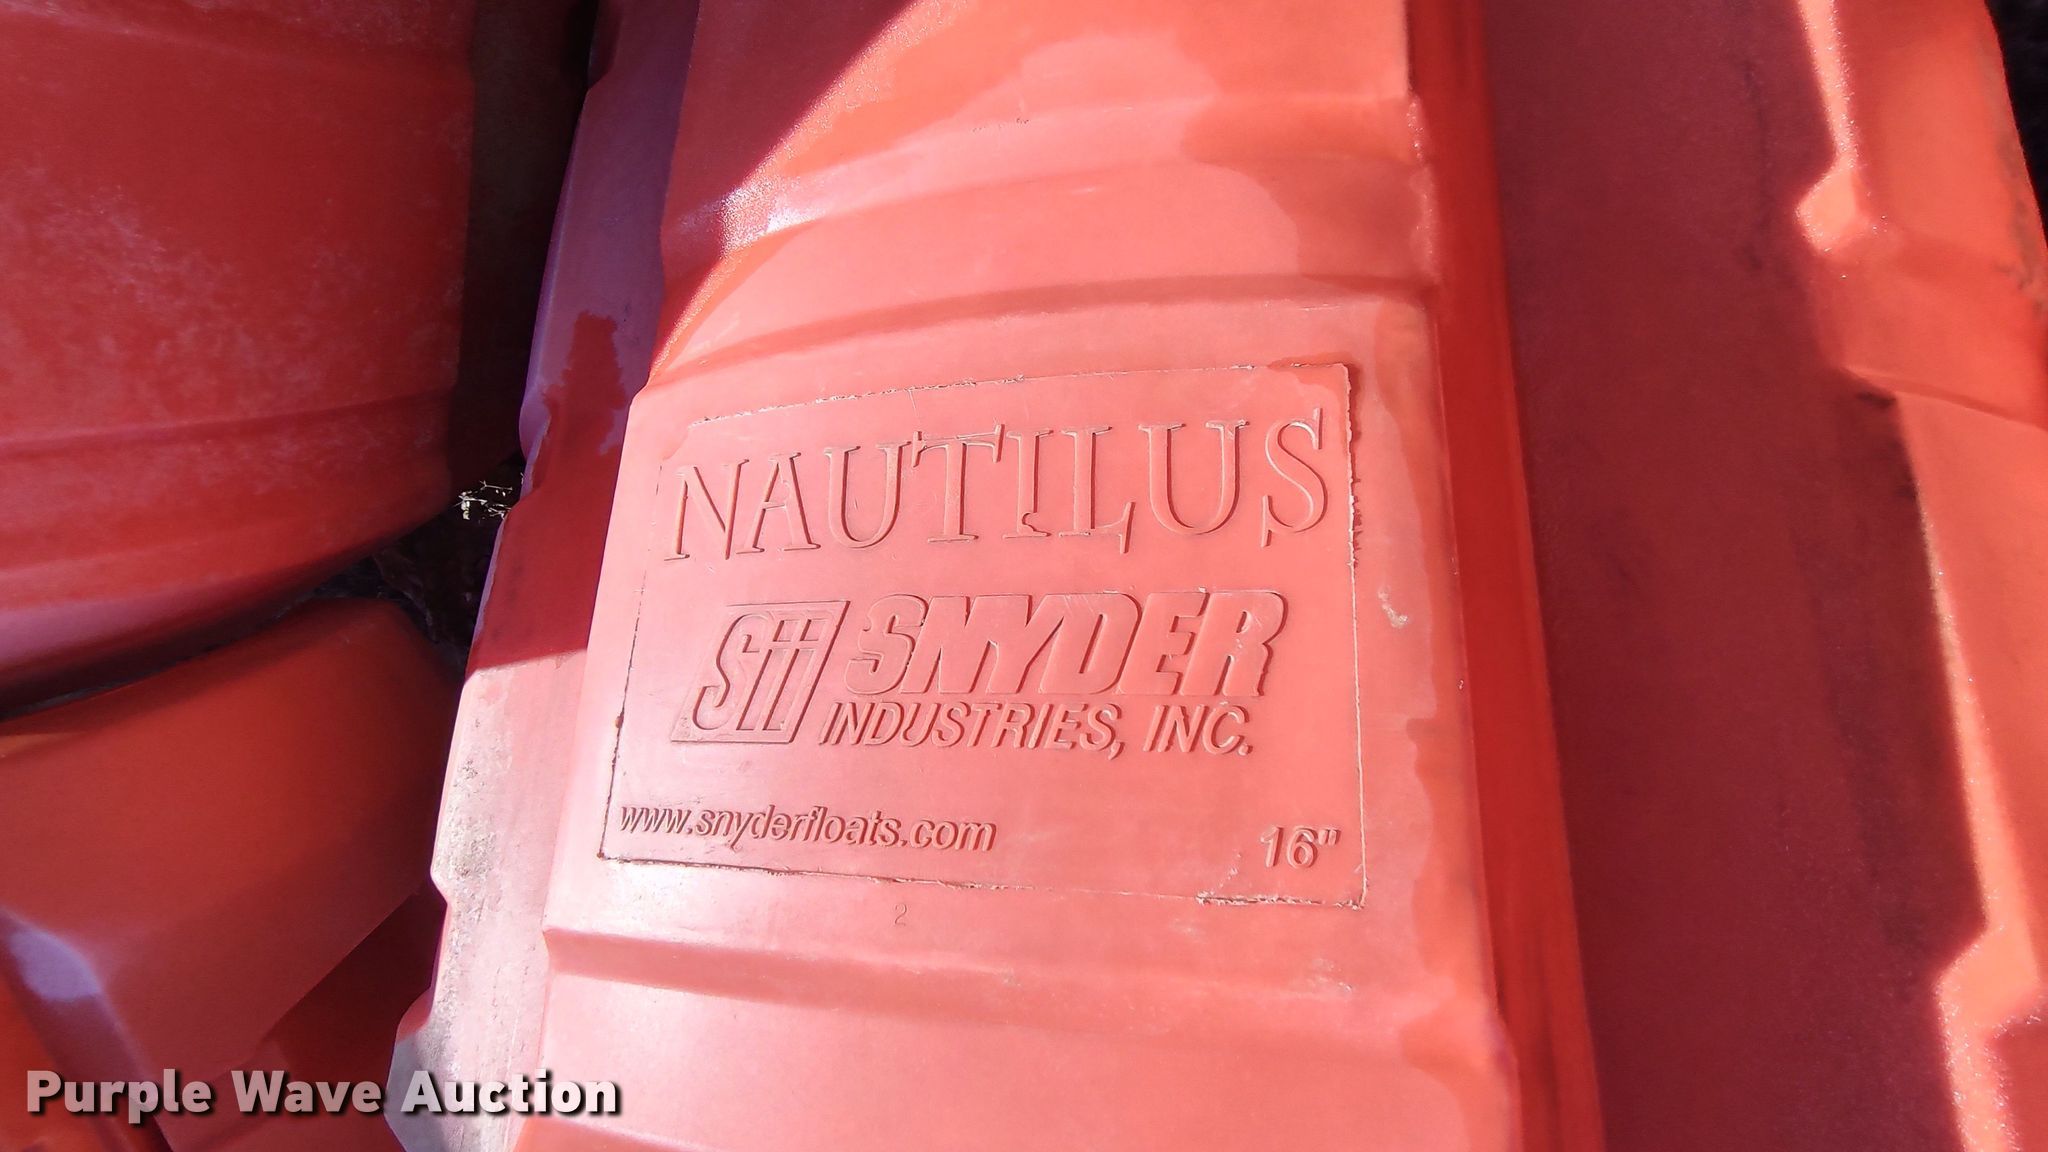 NAUTILUS
Sii SNYDER
INDUSTRIES, INC.
www.snyderfloats.com 16"
2
Purple Wave Auction